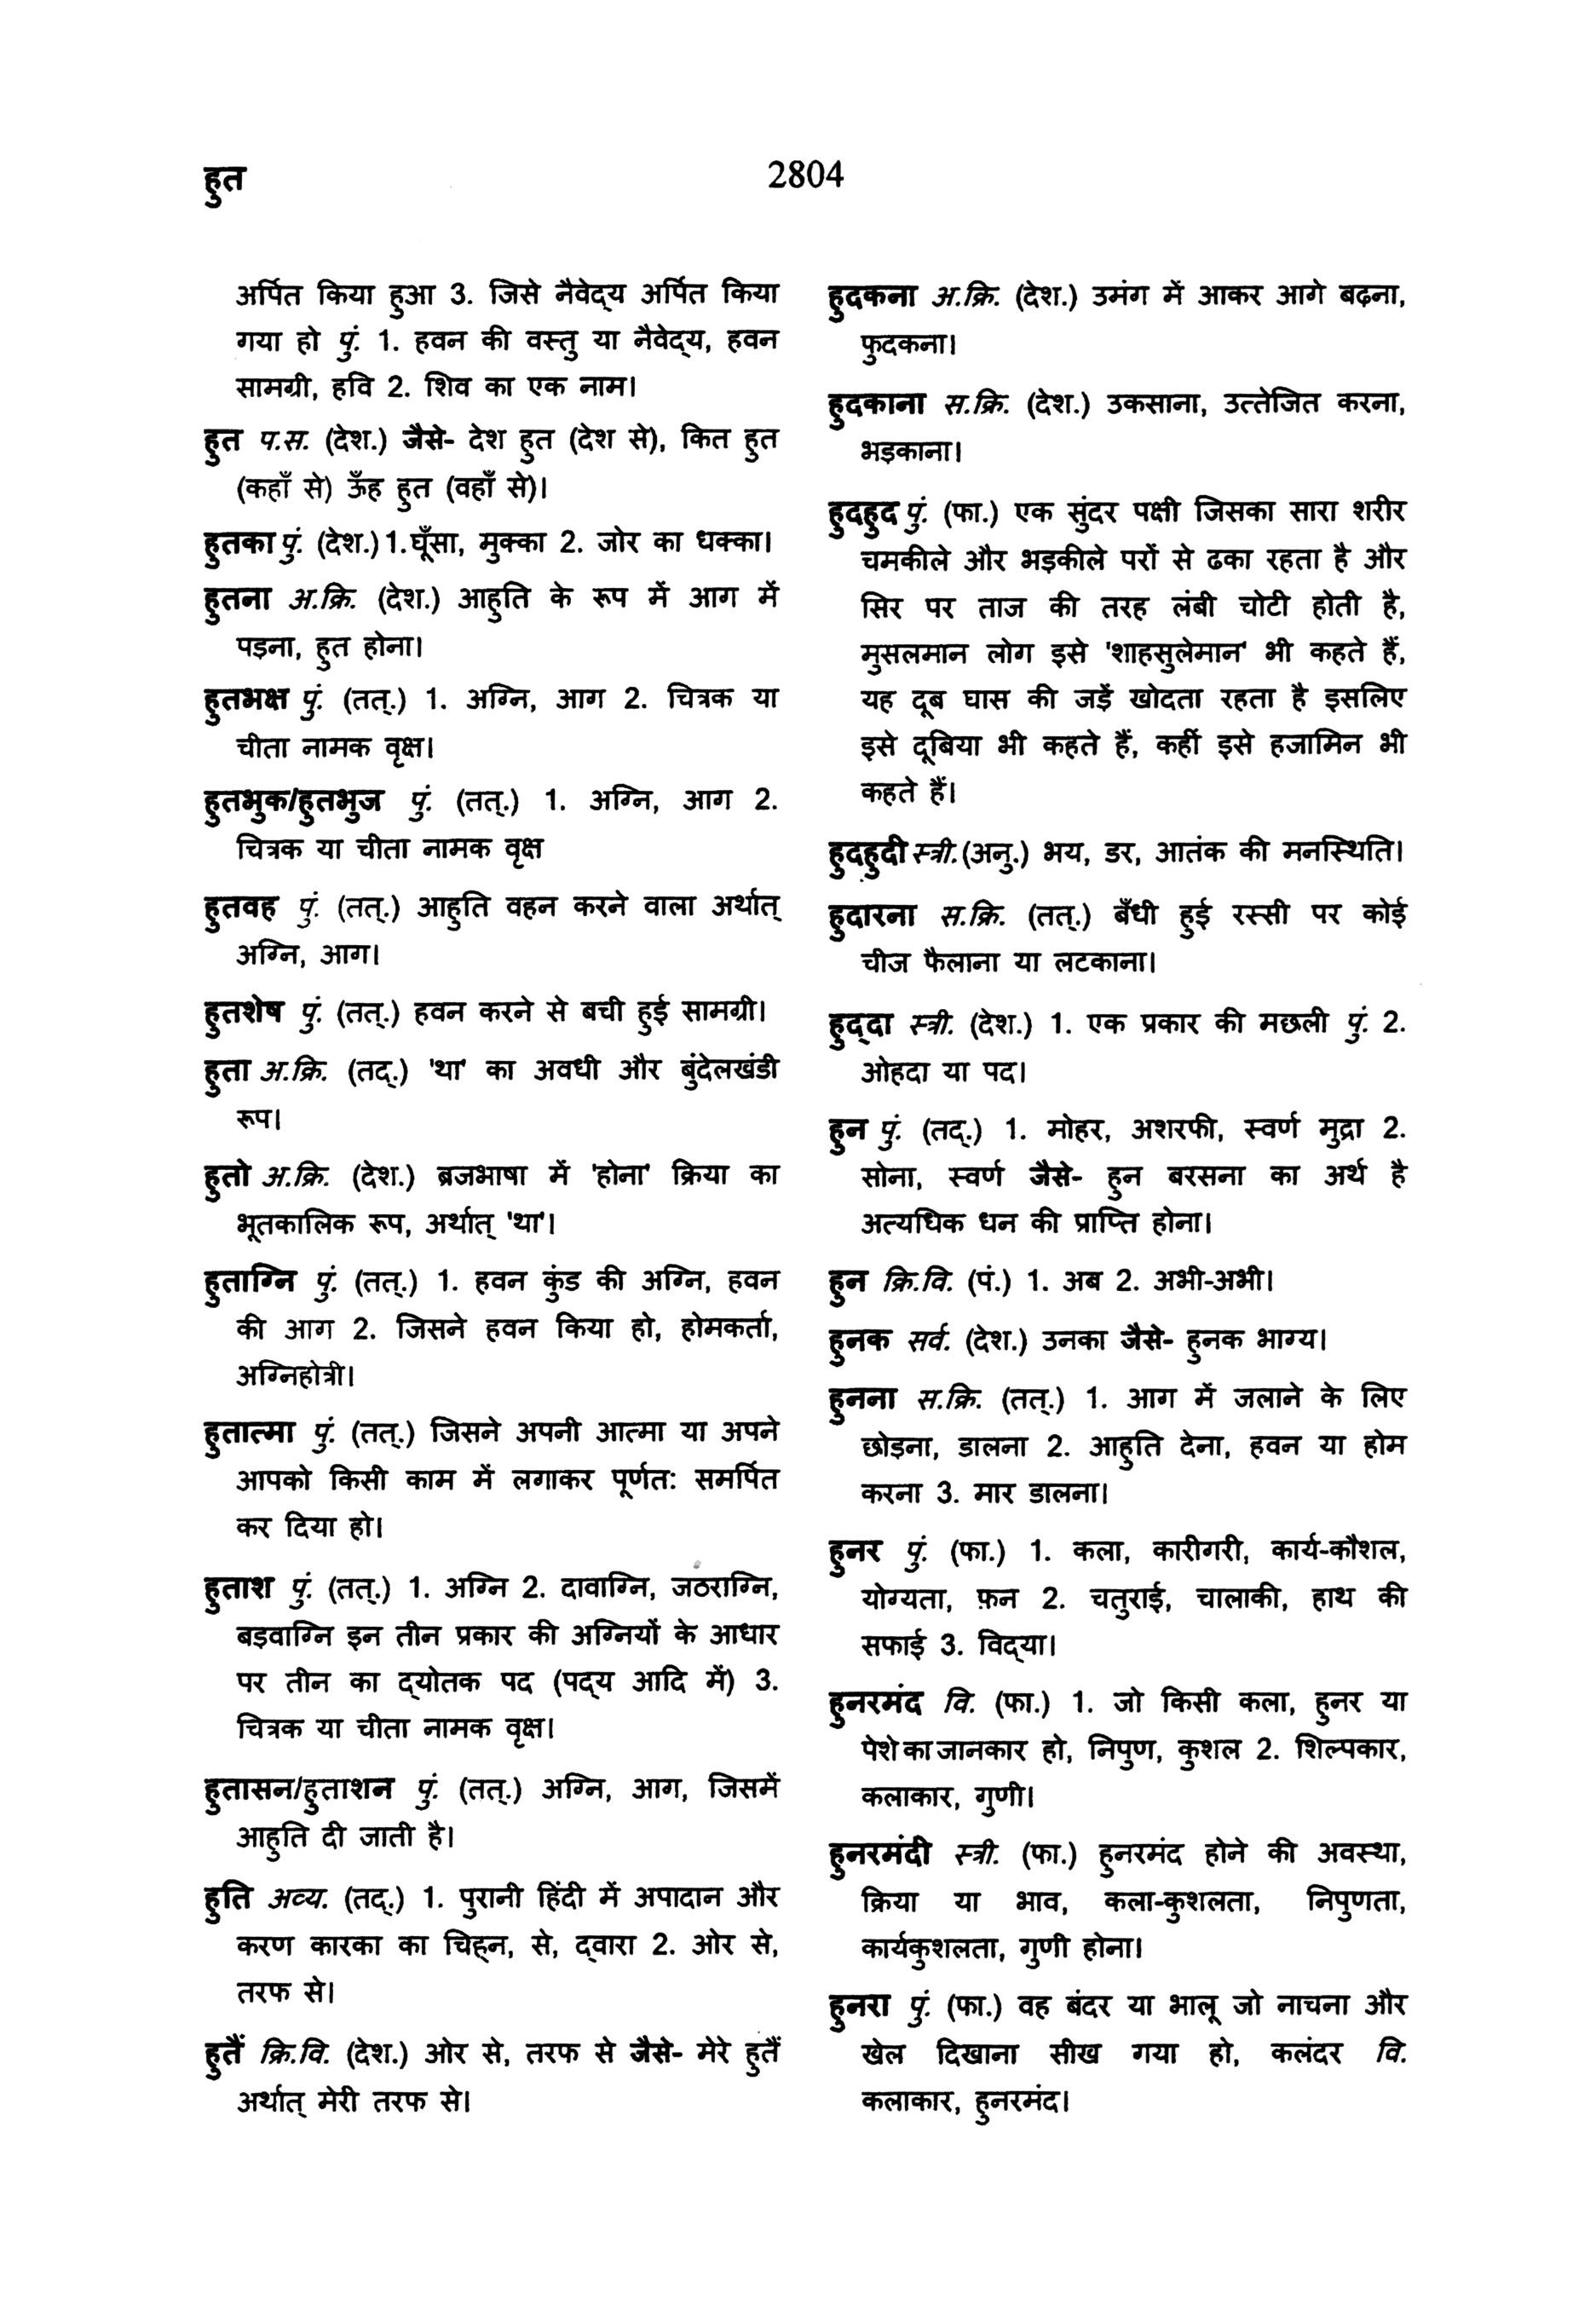 हुत
2804
अर्पित किया हुआ 3. जिसे नैवेद्‌य अर्पित किया
गया हो पुं. 1. हवन की वस्तु या नैवेद्‌य, हवन
सामग्री, हवि 2. शिव का एक नाम।
हुत प.स. (देश.) जैसे- देश हुत (देश से), कित हुत
(कहाँ से) ऊँह हुत (वहाँ से)।
हुतका पुं. (देश.) 1.घूँसा, मुक्का 2. जोर का धक्का।
हुतना अ.क्रि. (देश.) आहुति के रूप में आग में
पड़ना, हुत होना।
हुतभक्ष पुं. (तत्.) 1. अग्नि, आग 2. चित्रक या
चीता नामक वृक्ष।
हुतभुक/हुतभुज पुं. (तत्.) 1. अग्नि, आग 2.
चित्रक या चीता नामक वृक्ष
हुतवह पुं. (तत्.) आहुति वहन करने वाला अर्थात्
अग्नि, आग।
हुतशेष पुं. (तत्.) हवन करने से बची हुई सामग्री।
हुता अ.क्रि. (तद्.) 'था' का अवधी और बुंदेलखंडी
रूप।
हुतो अ.क्रि. (देश.) ब्रजभाषा में 'होना' क्रिया का
भूतकालिक रूप, अर्थात् 'था'।
हुताग्नि पुं. (तत्.) 1. हवन कुंड की अग्नि, हवन
की आग 2. जिसने हवन किया हो, होमकर्ता,
अग्निहोत्री।
हुतात्मा पुं. (तत्.) जिसने अपनी आत्मा या अपने
आपको किसी काम में लगाकर पूर्णत: समर्पित
कर दिया हो।
हुताश पुं. (तत्.) 1. अग्नि 2. दावाग्नि, जठराग्नि,
बड़वाग्नि इन तीन प्रकार की अग्नियों के आधार
पर तीन का द्‌योतक पद (पद्‌य आदि में) 3.
चित्रक या चीता नामक वृक्ष।
हुतासन/हुताशन पुं. (तत्.) अग्नि, आग, जिसमें
आहुति दी जाती है।
हुति अव्य. (तद्.) 1. पुरानी हिंदी में अपादान और
करण कारका का चिह्‌न, से, द्‌वारा 2. ओर से,
तरफ से।
हुतैं क्रि.वि. (देश.) ओर से, तरफ से जैसे- मेरे हुतैं
अर्थात् मेरी तरफ से।
हुदकना अ.क्रि. (देश.) उमंग में आकर आगे बढ़ना,
फुदकना।
हुदकाना स.क्रि. (देश.) उकसाना, उत्तेजित करना,
भड़काना।
हुदहुद पुं. (फा.) एक सुंदर पक्षी जिसका सारा शरीर
चमकीले और भड़कीले परों से ढका रहता है और
सिर पर ताज की तरह लंबी चोटी होती है,
मुसलमान लोग इसे 'शाहसुलेमान' भी कहते हैं,
यह दूब घास की जड़ें खोदता रहता है इसलिए
इसे दूबिया भी कहते हैं, कहीं इसे हजामिन भी
कहते हैं।
हुदहुदी स्त्री. (अनु.) भय, डर, आतंक की मनस्थिति।
हुदारना स.क्रि. (तत्.) बँधी हुई रस्सी पर कोई
चीज फैलाना या लटकाना।
हुद्‌दा स्त्री. (देश.) 1. एक प्रकार की मछली पुं. 2.
ओहदा या पद।
हुन पुं. (तद्.) 1. मोहर, अशरफी, स्वर्ण मुद्रा 2.
सोना, स्वर्ण जैसे- हुन बरसना का अर्थ है
अत्यधिक धन की प्राप्ति होना।
हुन क्रि.वि. (पं.) 1. अब 2. अभी-अभी।
हुनक सर्व. (देश.) उनका जैसे- हुनक भाग्य।
हुनना स.क्रि. (तत्.) 1. आग में जलाने के लिए
छोड़ना, डालना 2. आहुति देना, हवन या होम
करना 3. मार डालना।
हुनर पुं. (फा.) 1. कला, कारीगरी, कार्य-कौशल,
योग्यता, फ़न 2. चतुराई, चालाकी, हाथ की
सफाई 3. विद्‌या।
हुनरमंद वि. (फा.) 1. जो किसी कला, हुनर या
पेशे का जानकार हो, निपुण, कुशल 2. शिल्पकार,
कलाकार, गुणी।
हुनरमंदी स्त्री. (फा.) हुनरमंद होने की अवस्था,
क्रिया या भाव, कला-कुशलता, निपुणता,
कार्यकुशलता, गुणी होना।
हुनरा पुं. (फा.) वह बंदर या भालू जो नाचना और
खेल दिखाना सीख गया हो, कलंदर वि.
कलाकार, हुनरमंद।